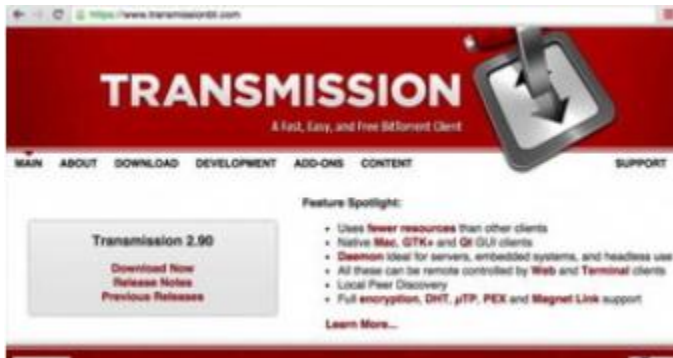 https://www.transmissionbt.com
TRANSMISSION
A Fast, Easy, and Free BitTorrent Client
MAIN ABOUT DOWNLOAD DEVELOPMENT ADD-ONS CONTENT SUPPORT
Transmission 2.90
Download Now
Release Notes
Previous Releases
Feature Spotlight:
Uses fewer resources than other clients
Native Mac, GTK+ and Qt GUI clients
Daemon ideal for servers, embedded systems, and headless use
All these can be remote controlled by Web and Terminal clients
Local Peer Discovery
Full encryption, DHT, µTP, PEX and Magnet Link support
Learn More...